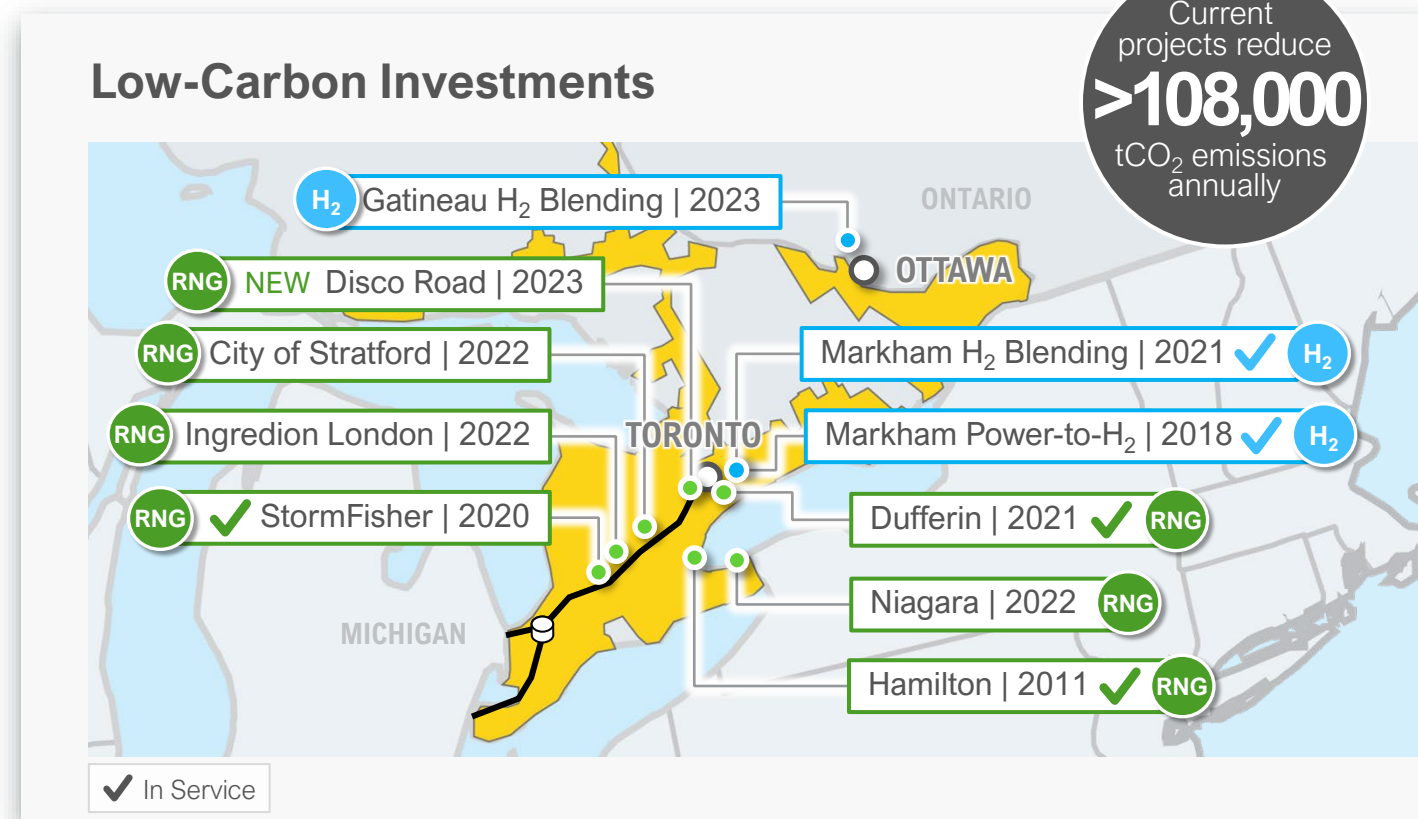 Current
projects reduce
>108,000
tCO₂ emissions
annually
Low-Carbon Investments
H₂ Gatineau H₂ Blending | 2023
ONTARIO
RNG NEW Disco Road | 2023
OTTAWA
RNG City of Stratford | 2022
Markham H₂ Blending | 2021 ✓ H₂
RNG Ingredion London | 2022
TORONTO
Markham Power-to-H₂ | 2018 ✓ H₂
RNG ✓ StormFisher | 2020
Dufferin | 2021 ✓ RNG
Niagara | 2022 RNG
MICHIGAN
Hamilton | 2011 ✓ RNG
✓ In Service